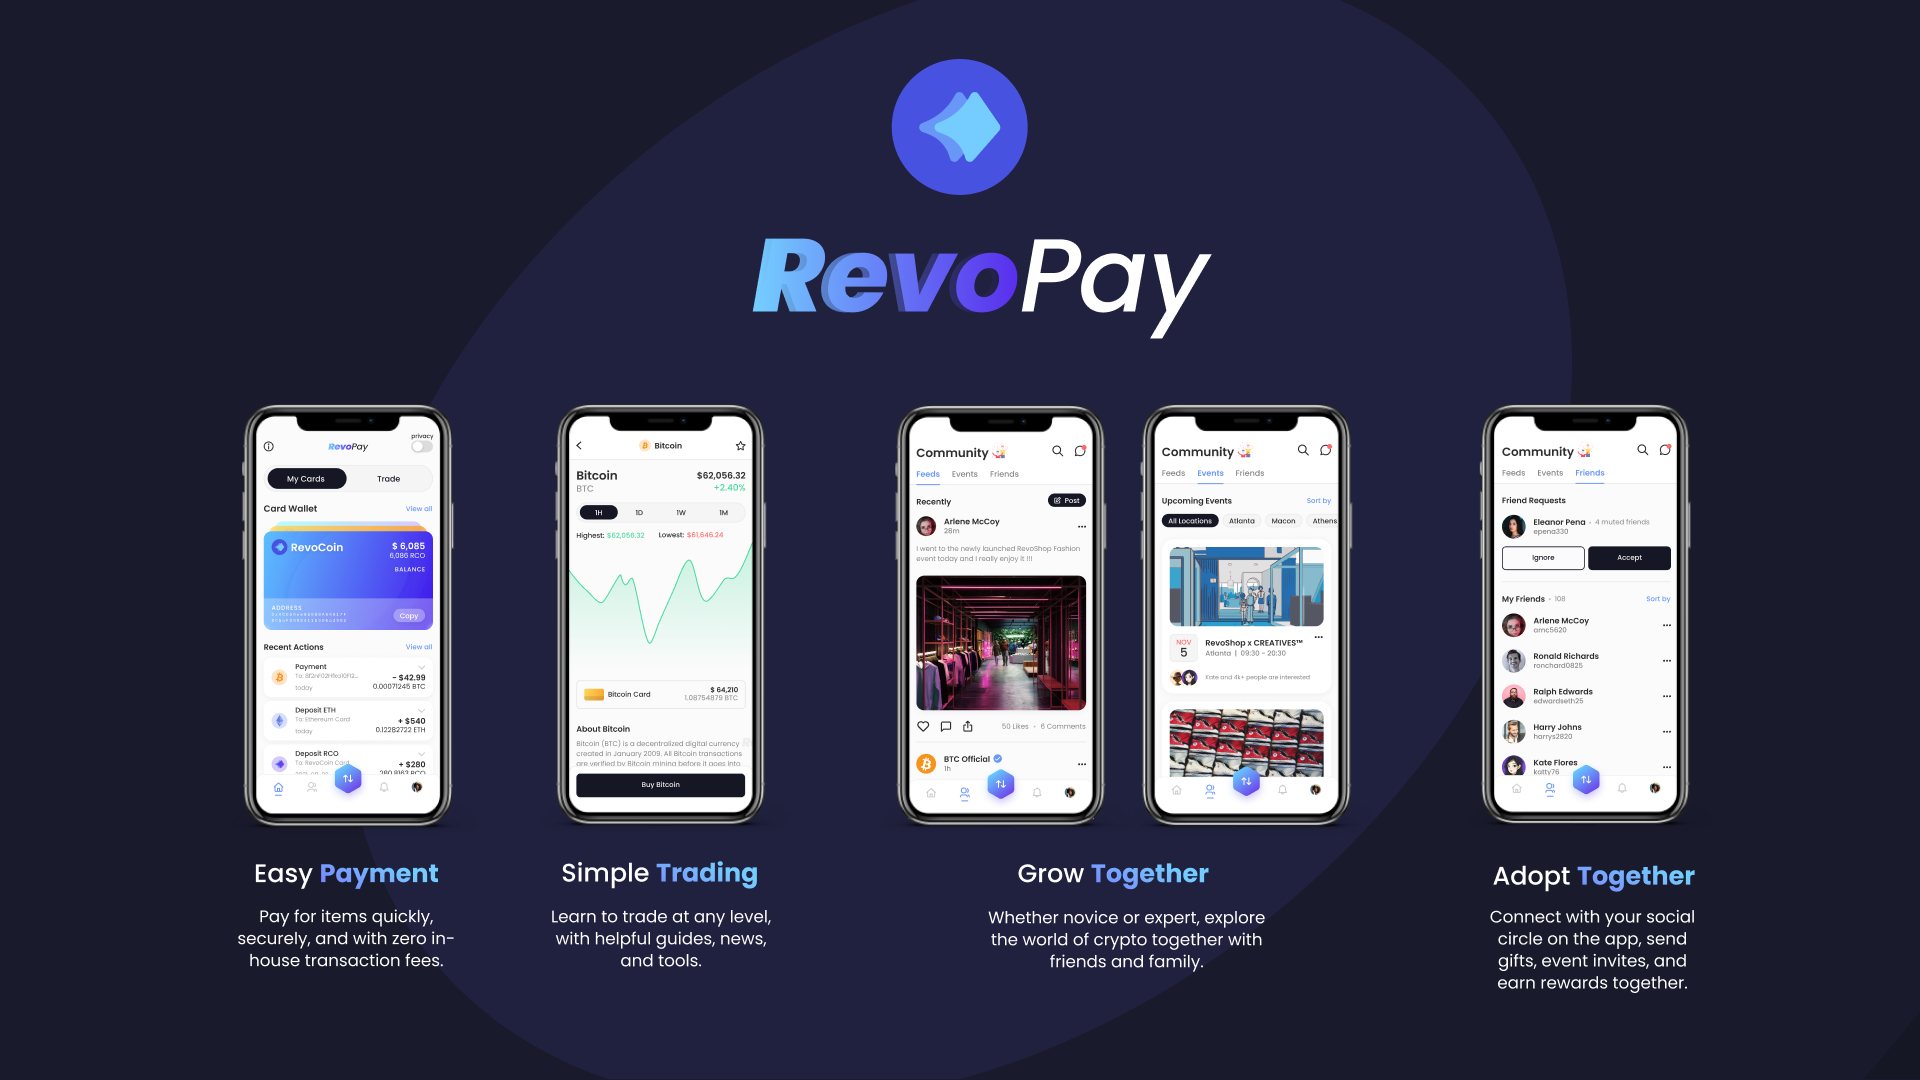 RevoPay
RevoPay
privacy
My Cards
Trade
Card Wallet
View all
RevoCoin
$ 6,085
6,086 RCO
BALANCE
ADDRESS
Copy
Recent Actions
View all
Payment
today
- $42.99
0.00071245 BTC
Deposit ETH
To: Ethereum Card
today
+ $540
0.12282722 ETH
Deposit RCO
To: RevoCoin Card
+ $280
280.8163 RCO
Bitcoin
Bitcoin
BTC
$62,056.32
+2.40%
1H
1D
1W
1M
Highest: $62,056.32
Lowest: $61,646.24
Bitcoin Card
$ 64,210
1.08754879 BTC
About Bitcoin
Bitcoin (BTC) is a decentralized digital currency
created in January 2009. All Bitcoin transactions
are verified by Bitcoin mining before it goes into
Buy Bitcoin
Community
Feeds
Events
Friends
Recently
Post
Arlene McCoy
28m
I went to the newly launched RevoShop Fashion
event today and I really enjoy it !!!
50 Likes • 6 Comments
BTC Official
1h
Community
Feeds
Events
Friends
Upcoming Events
Sort by
All Locations
Atlanta
Macon
Athens
NOV
5
RevoShop x CREATIVES™
Atlanta | 09:30 - 20:30
Kate and 4k+ people are interested
Community
Feeds
Events
Friends
Friend Requests
Eleanor Pena • 4 muted friends
epena330
Ignore
Accept
My Friends • 108
Sort by
Arlene McCoy
amc5620
Ronald Richards
ronchard0825
Ralph Edwards
edwardseth25
Harry Johns
harrys2820
Kate Flores
katty76
Easy Payment
Pay for items quickly,
securely, and with zero in-
house transaction fees.
Simple Trading
Learn to trade at any level,
with helpful guides, news,
and tools.
Grow Together
Whether novice or expert, explore
the world of crypto together with
friends and family.
Adopt Together
Connect with your social
circle on the app, send
gifts, event invites, and
earn rewards together.